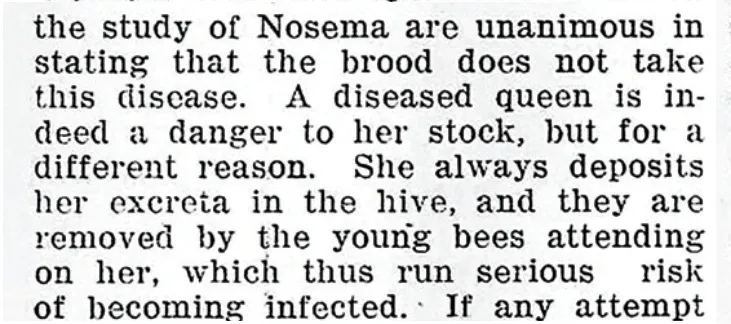 the study of Nosema are unanimous in
stating that the brood does not take
this disease. A diseased queen is in-
deed a danger to her stock, but for a
different reason. She always deposits
her excreta in the hive, and they are
removed by the young bees attending
on her, which thus run serious risk
of becoming infected. If any attempt